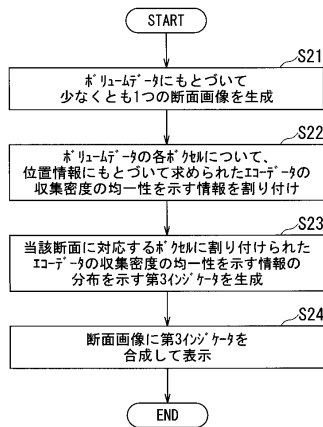 START
S21
ﾎﾞﾘｭｰﾑﾃﾞｰﾀにもとづいて
少なくとも1つの断面画像を生成
S22
ﾎﾞﾘｭｰﾑﾃﾞｰﾀの各ﾎﾞｸｾﾙについて、
位置情報にもとづいて求められたｴｺｰﾃﾞｰﾀの
収集密度の均一性を示す情報を割り付け
S23
当該断面に対応するﾎﾞｸｾﾙに割り付けられた
ｴｺｰﾃﾞｰﾀの収集密度の均一性を示す情報の
分布を示す第3ｲﾝｼﾞｹｰﾀを生成
S24
断面画像に第3ｲﾝｼﾞｹｰﾀを
合成して表示
END